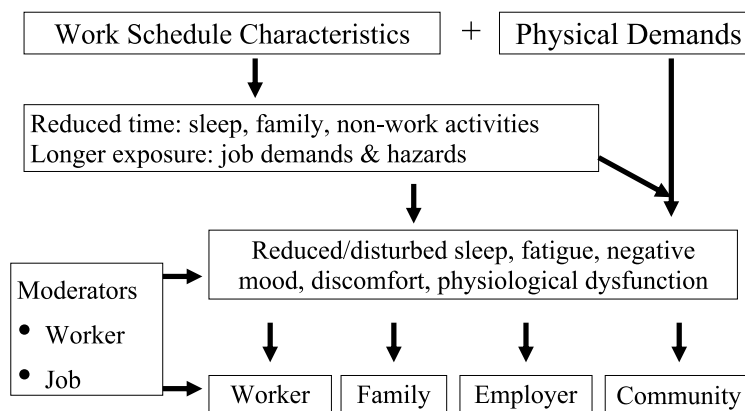 Work Schedule Characteristics + Physical Demands
Reduced time: sleep, family, non-work activities
Longer exposure: job demands & hazards
Reduced/disturbed sleep, fatigue, negative
mood, discomfort, physiological dysfunction
Moderators
• Worker
• Job
Worker Family Employer Community